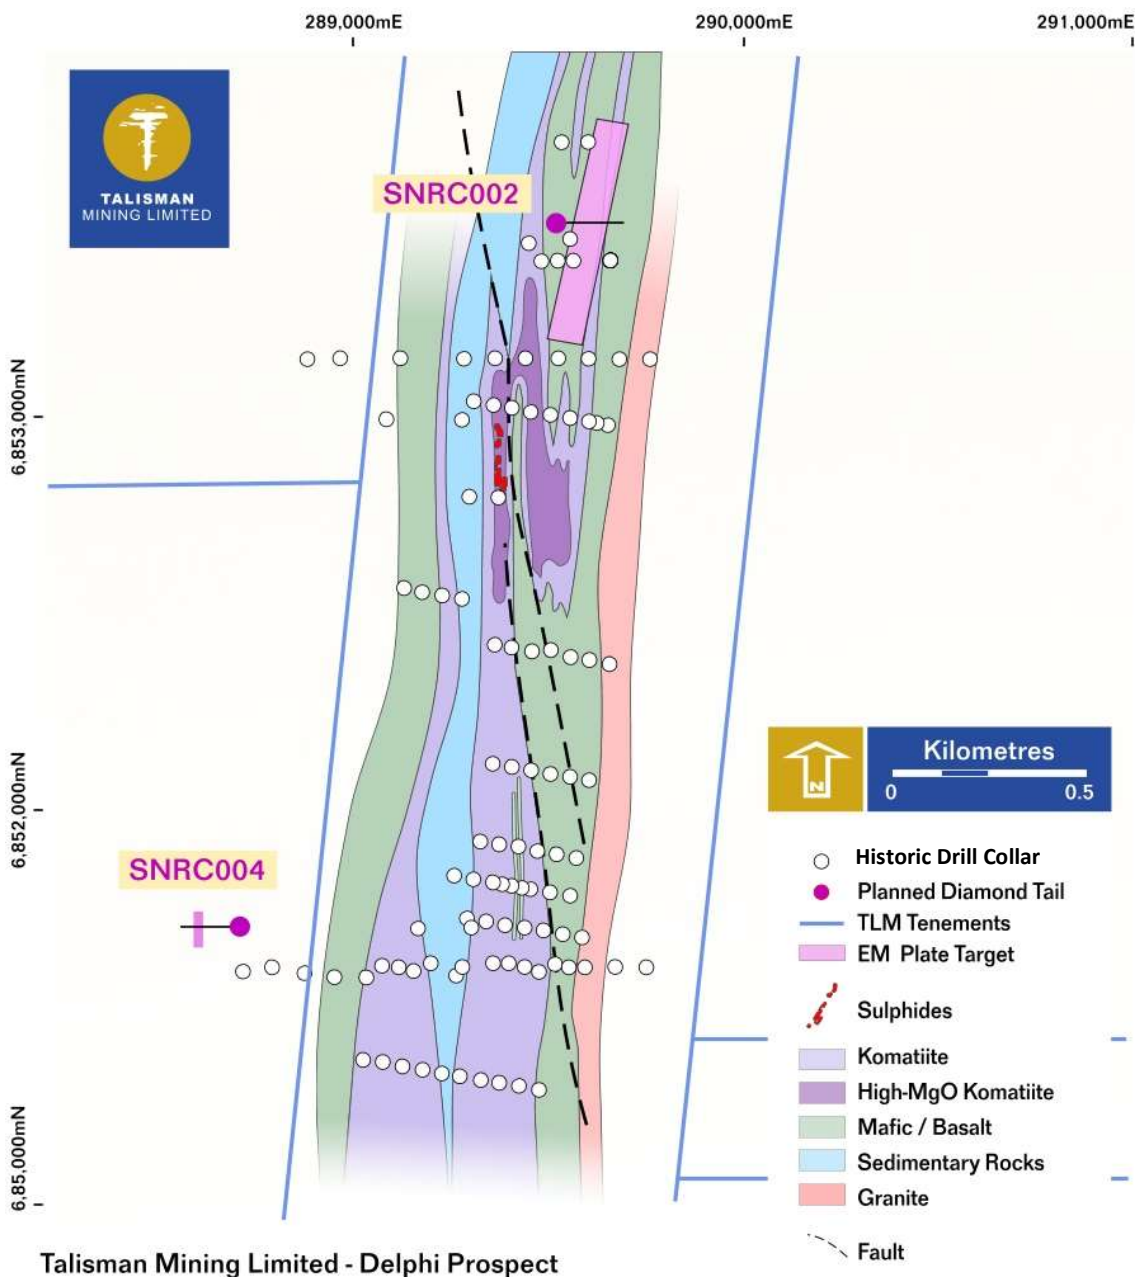 289,000mE
290,000mE
291,000mE
TALISMAN
MINING LIMITED
SNRC002
6,853,000mN
Kilometres
N
0
0.5
6,852,000mN
SNRC004
Historic Drill Collar
Planned Diamond Tail
TLM Tenements
EM Plate Target
Sulphides
Komatiite
High-MgO Komatiite
Mafic / Basalt
Sedimentary Rocks
Granite
Fault
6,85,000mN
Talisman Mining Limited - Delphi Prospect